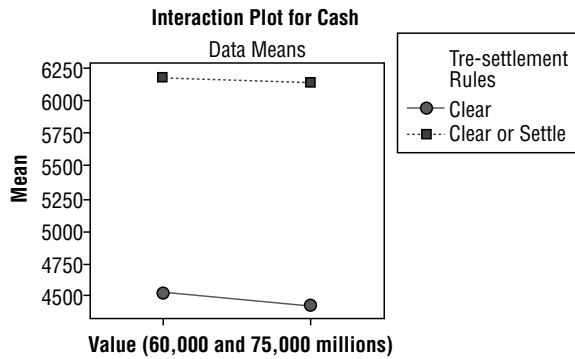 Interaction Plot for Cash
Data Means
6250
6000
5750
5500
5250
5000
4750
4500
Mean
Value (60,000 and 75,000 millions)
Tre-settlement
Rules
Clear
Clear or Settle